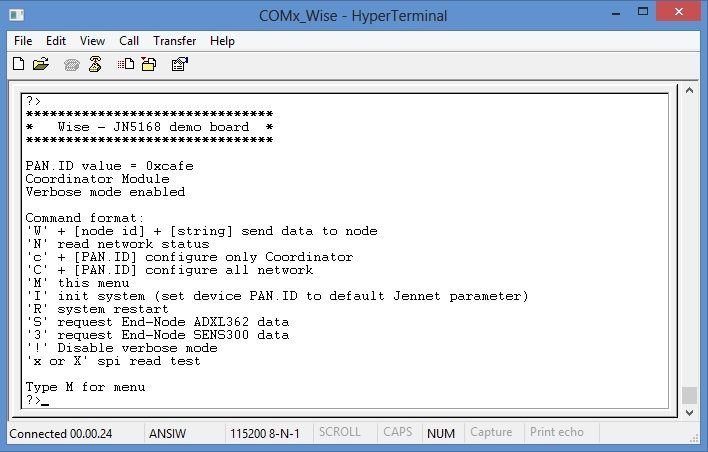 COMx_Wise - HyperTerminal
File Edit View Call Transfer Help
?>
*******************************
*   Wise - JN5168 demo board  *
*******************************
PAN.ID value = 0xcafe
Coordinator Module
Verbose mode enabled
Command format:
'W' + [node id] + [string] send data to node
'N' read network status
'c' + [PAN.ID] configure only Coordinator
'C' + [PAN.ID] configure all network
'M' this menu
'I' init system (set device PAN.ID to default Jennet parameter)
'R' system restart
'S' request End-Node ADXL362 data
'3' request End-Node SENS300 data
'!' Disable verbose mode
'x or X' spi read test
Type M for menu
?>_
Connected 00.00.24 ANSIW 115200 8-N-1 SCROLL CAPS NUM Capture Print echo